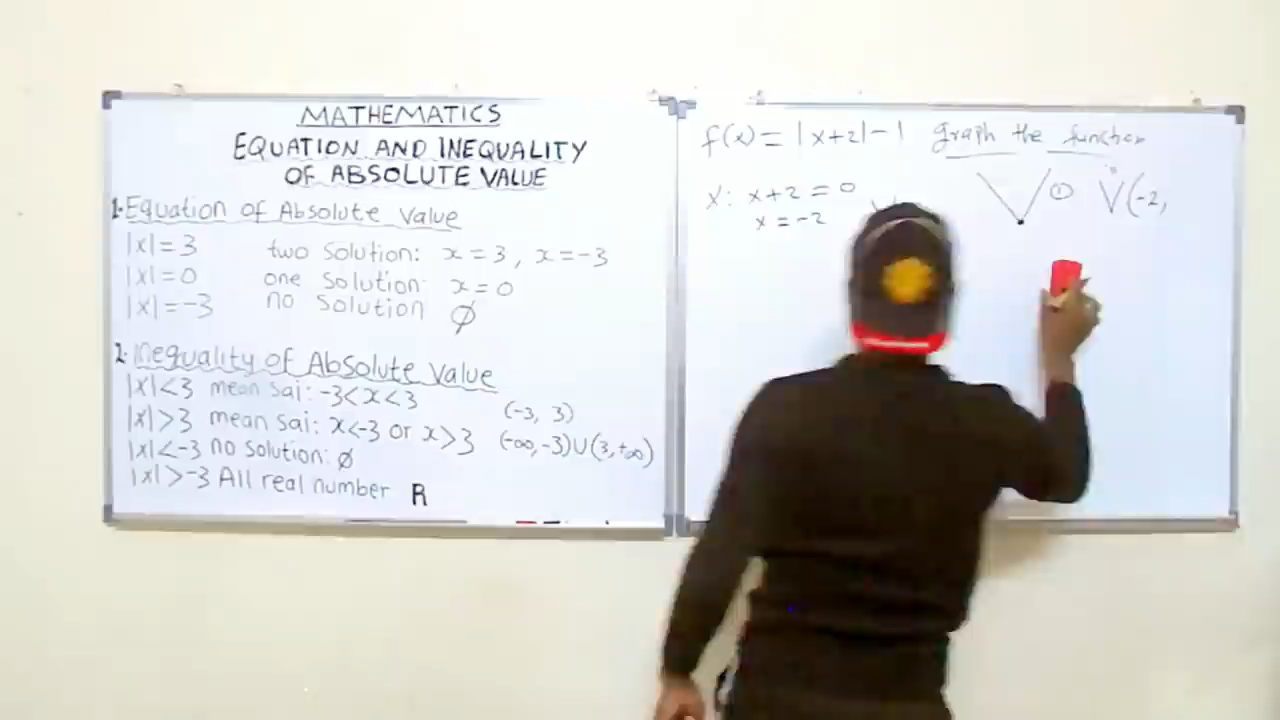 MATHEMATICS
EQUATION AND INEQUALITY
OF ABSOLUTE VALUE
1. Equation of Absolute Value
|x| = 3 two solution: x = 3, x = -3
|x| = 0 one solution: x = 0
|x| = -3 no solution ∅
2. Inequality of Absolute Value
|x| < 3 mean sai: -3 < x < 3 (-3, 3)
|x| > 3 mean sai: x < -3 or x > 3 (-∞, -3) ∪ (3, +∞)
|x| < -3 no solution: ∅
|x| > -3 All real number R
f(x) = |x+2| - 1 graph the function
x: x+2 = 0
x = -2
① V(-2,